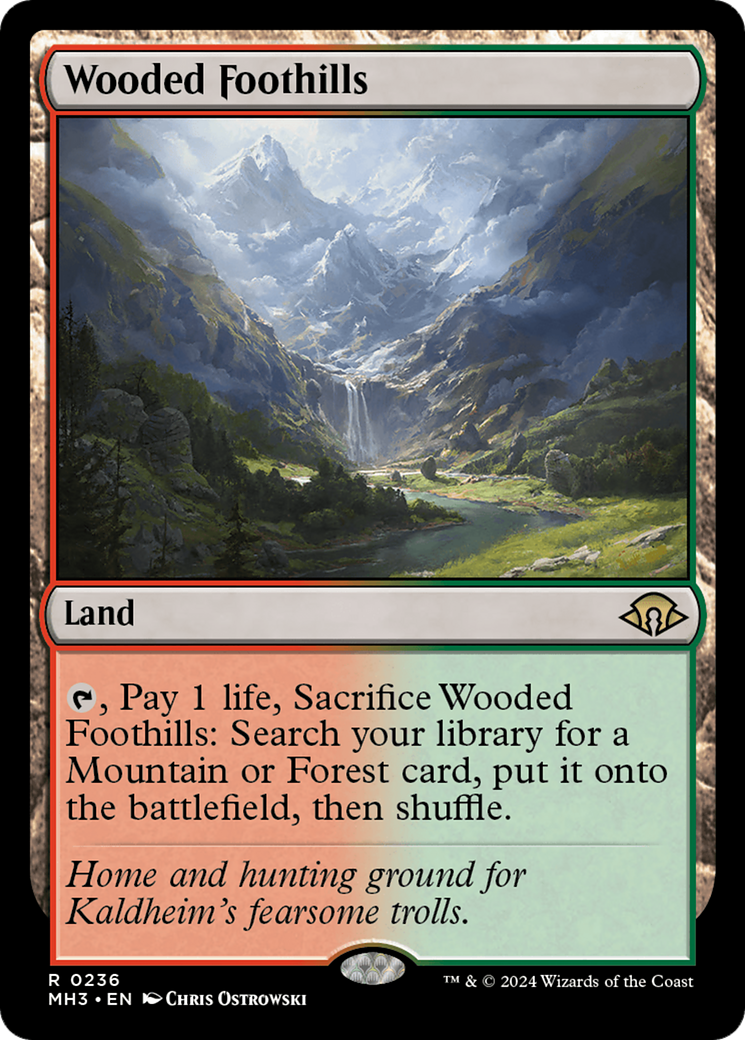 Wooded Foothills
Land
, Pay 1 life, Sacrifice Wooded
Foothills: Search your library for a
Mountain or Forest card, put it onto
the battlefield, then shuffle.
Home and hunting ground for
Kaldheim's fearsome trolls.
R 0236
MH3 • EN Chris Ostrowski
™ & © 2024 Wizards of the Coast